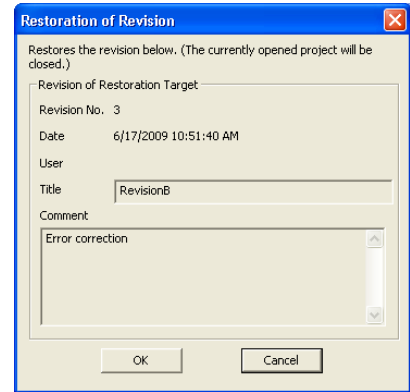 Restoration of Revision
Restores the revision below. (The currently opened project will be
closed.)
Revision of Restoration Target
Revision No. 3
Date 6/17/2009 10:51:40 AM
User
Title RevisionB
Comment
Error correction
OK Cancel